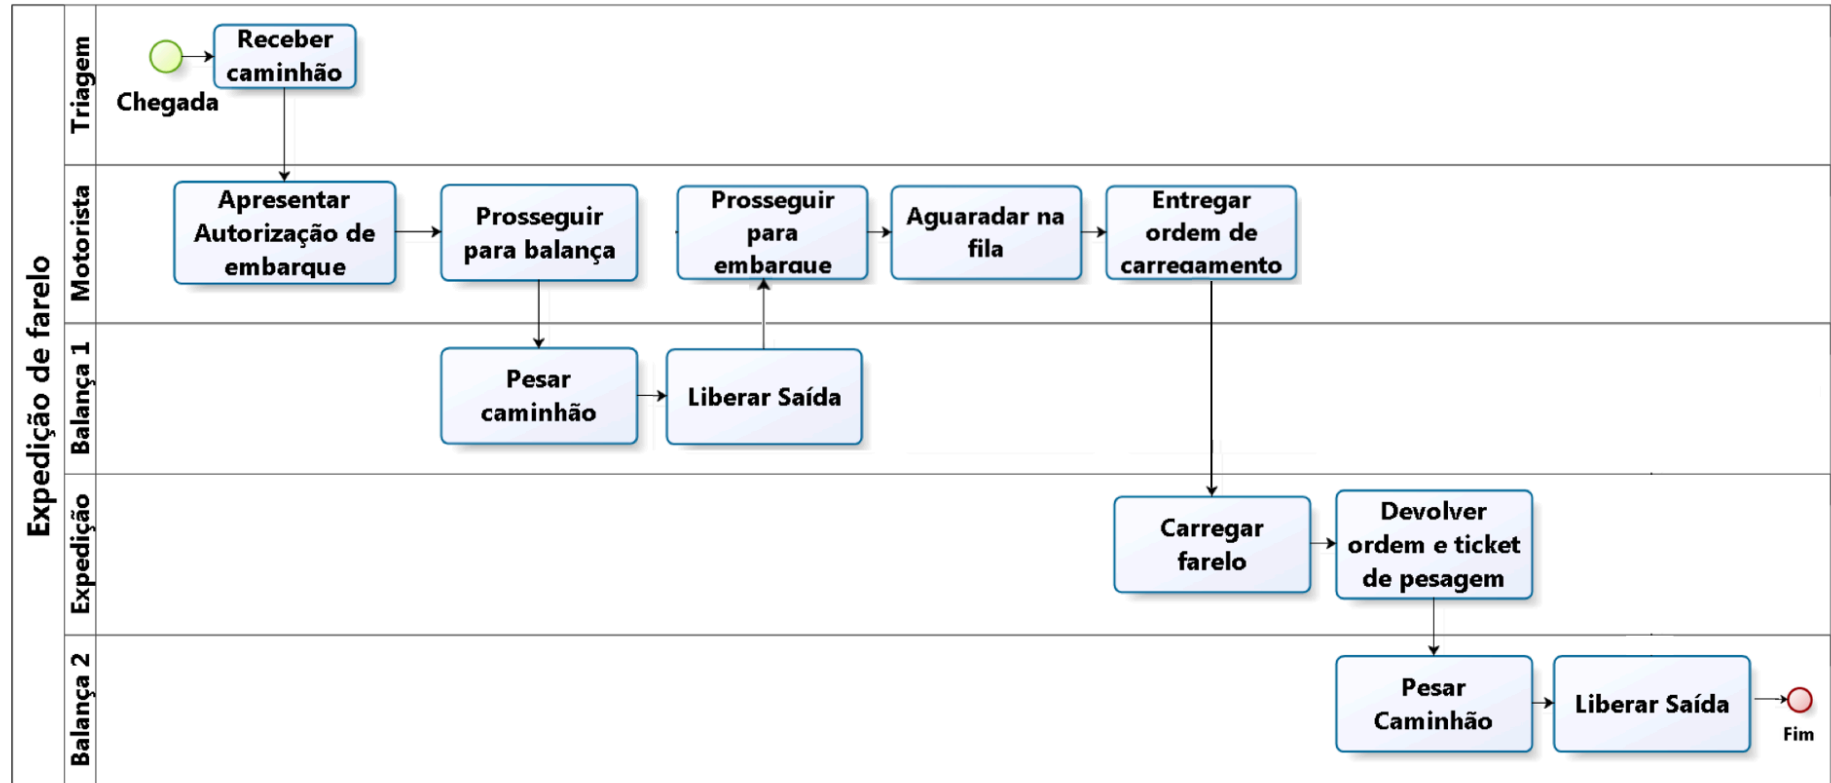 Expedição de farelo
Triagem
Chegada
Receber
caminhão
Motorista
Apresentar
Autorização de
embarque
Prosseguir
para balança
Prosseguir
para
embarque
Aguaradar na
fila
Entregar
ordem de
carregamento
Balança 1
Pesar
caminhão
Liberar Saída
Expedição
Carregar
farelo
Devolver
ordem e ticket
de pesagem
Balança 2
Pesar
Caminhão
Liberar Saída
Fim